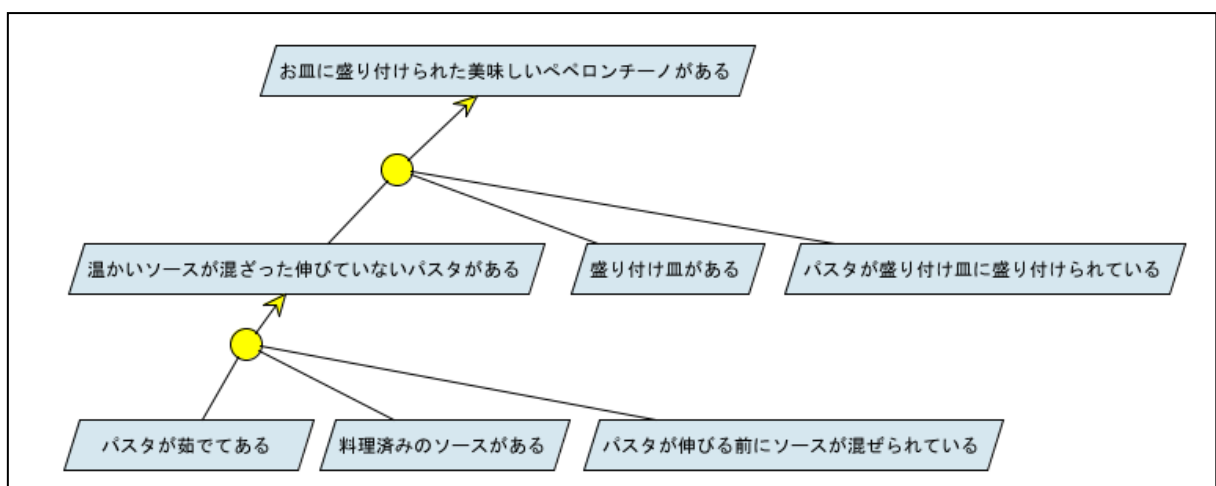 お皿に盛り付けられた美味しいペペロンチーノがある
温かいソースが混ざった伸びていないパスタがある
盛り付け皿がある
パスタが盛り付け皿に盛り付けられている
パスタが茹でてある
料理済みのソースがある
パスタが伸びる前にソースが混ぜられている